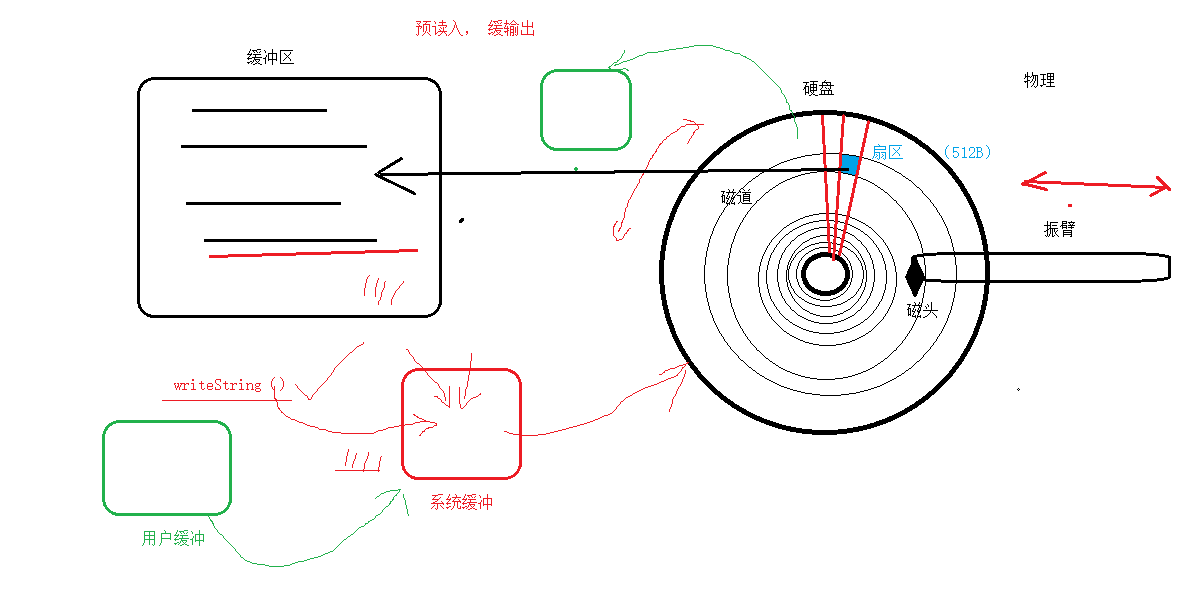 预读入， 缓输出
缓冲区
硬盘
物理
扇区 （512B）
磁道
振臂
磁头
writeString ()
系统缓冲
用户缓冲